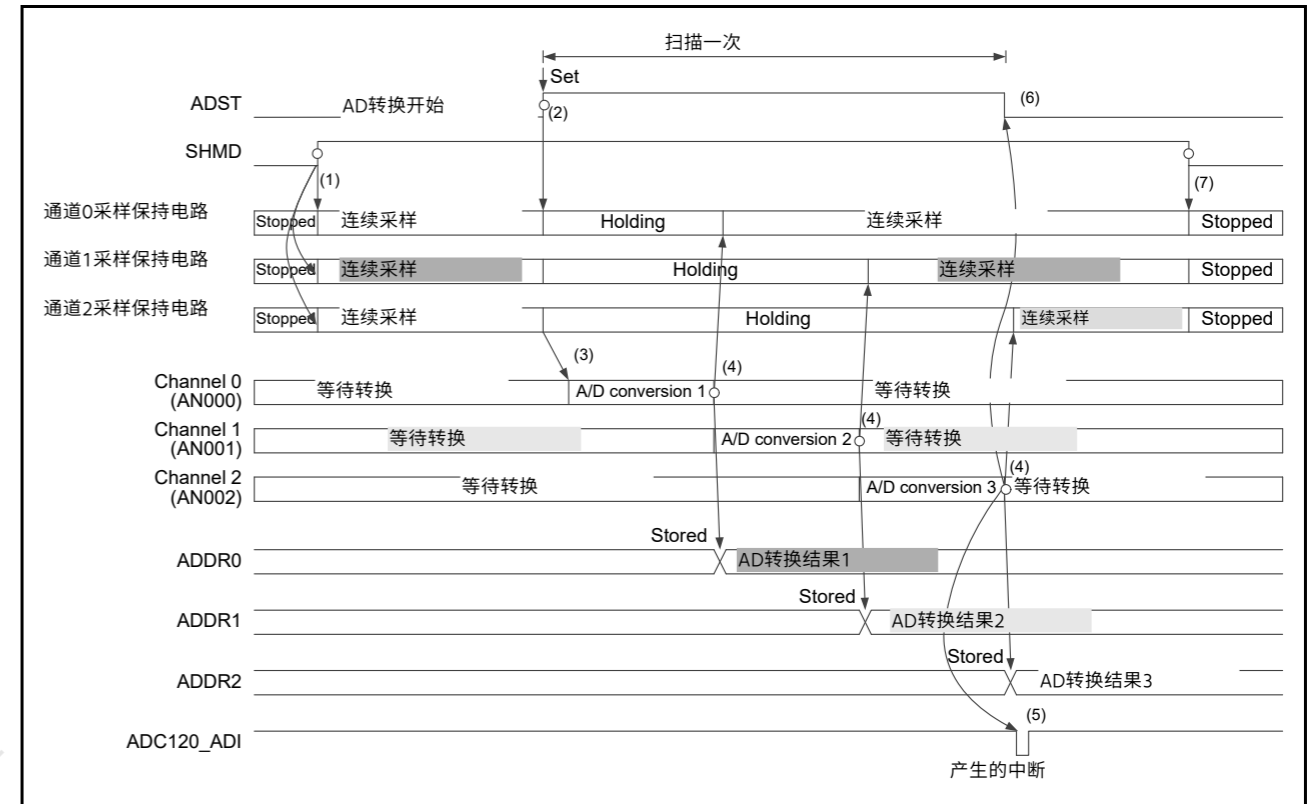 扫描一次
Set
ADST AD转换开始 (2) (6)
SHMD
(1) (7)
通道0采样保持电路 Stopped 连续采样 Holding 连续采样 Stopped
通道1采样保持电路 Stopped 连续采样 Holding 连续采样 Stopped
通道2采样保持电路 Stopped 连续采样 Holding 连续采样 Stopped
(3) (4)
Channel 0
(AN000) 等待转换 A/D conversion 1 等待转换
(4)
Channel 1
(AN001) 等待转换 A/D conversion 2 等待转换
(4)
Channel 2
(AN002) 等待转换 A/D conversion 3 等待转换
Stored
ADDR0 AD转换结果1
Stored
ADDR1 AD转换结果2
Stored
ADDR2 AD转换结果3
(5)
ADC120_ADI
产生的中断